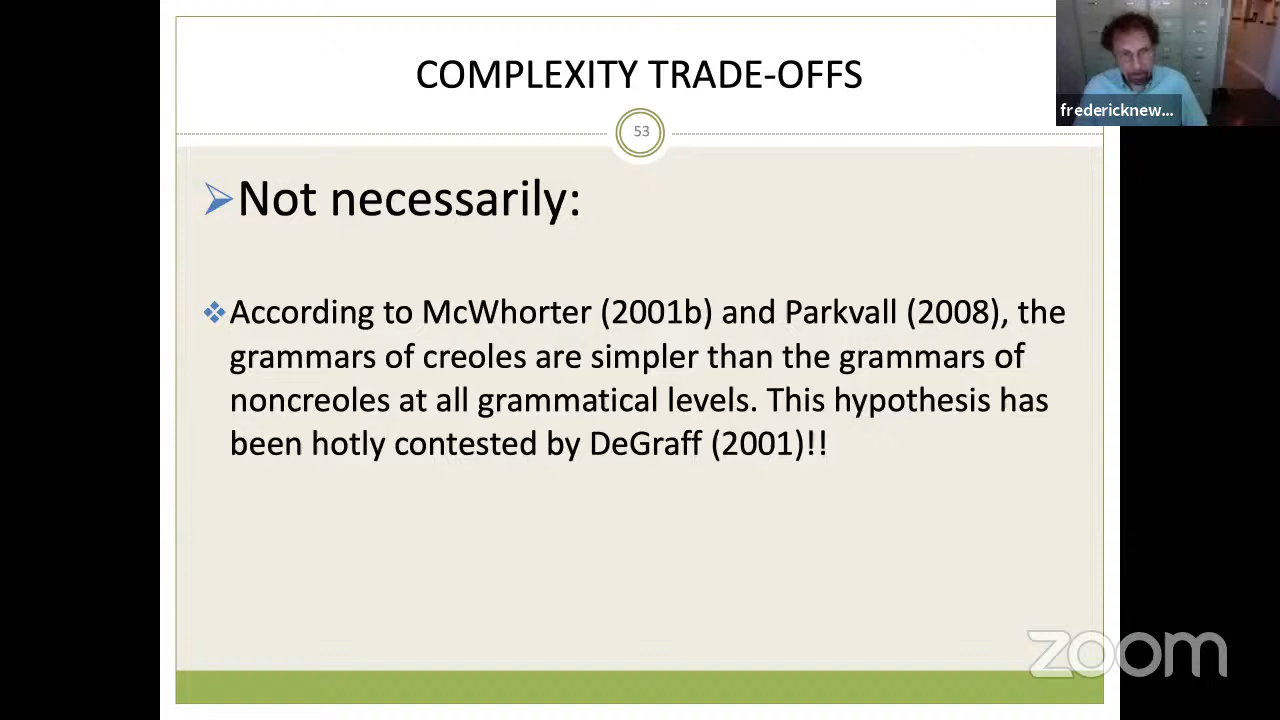 COMPLEXITY TRADE-OFFS
53
Not necessarily:
According to McWhorter (2001b) and Parkvall (2008), the
grammars of creoles are simpler than the grammars of
noncreoles at all grammatical levels. This hypothesis has
been hotly contested by DeGraff (2001)!!
fredericknew...
zoom